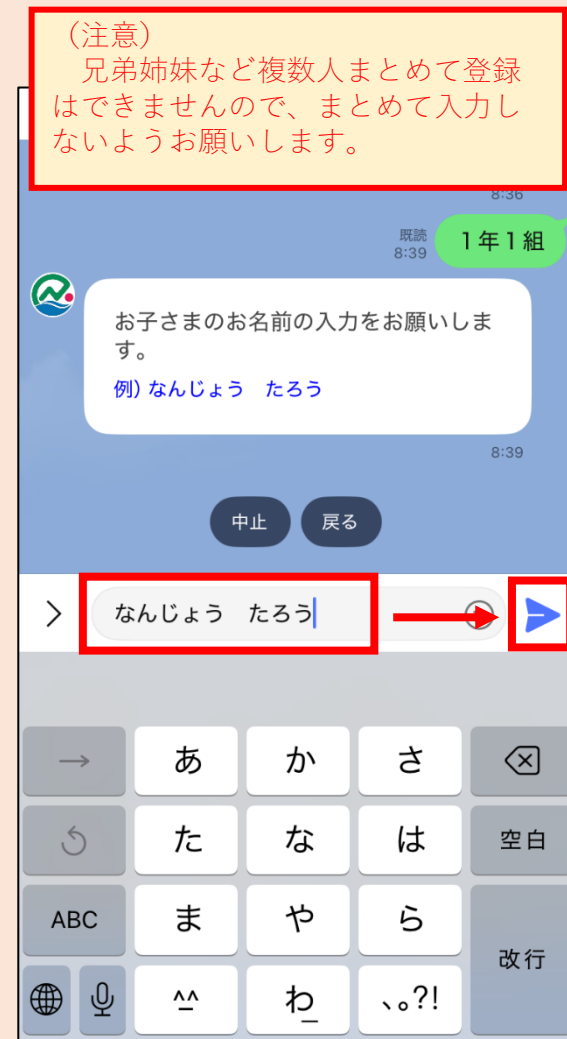 (注意)
　兄弟姉妹など複数人まとめて登録
はできませんので、まとめて入力し
ないようお願いします。
8:36
既読
8:39
1年1組
お子さまのお名前の入力をお願いしま
す。
例) なんじょう　たろう
8:39
中止　戻る
なんじょう　たろう
→　あ　か　さ
た　な　は　空白
ABC　ま　や　ら
改行
^^　わ_　、。?!